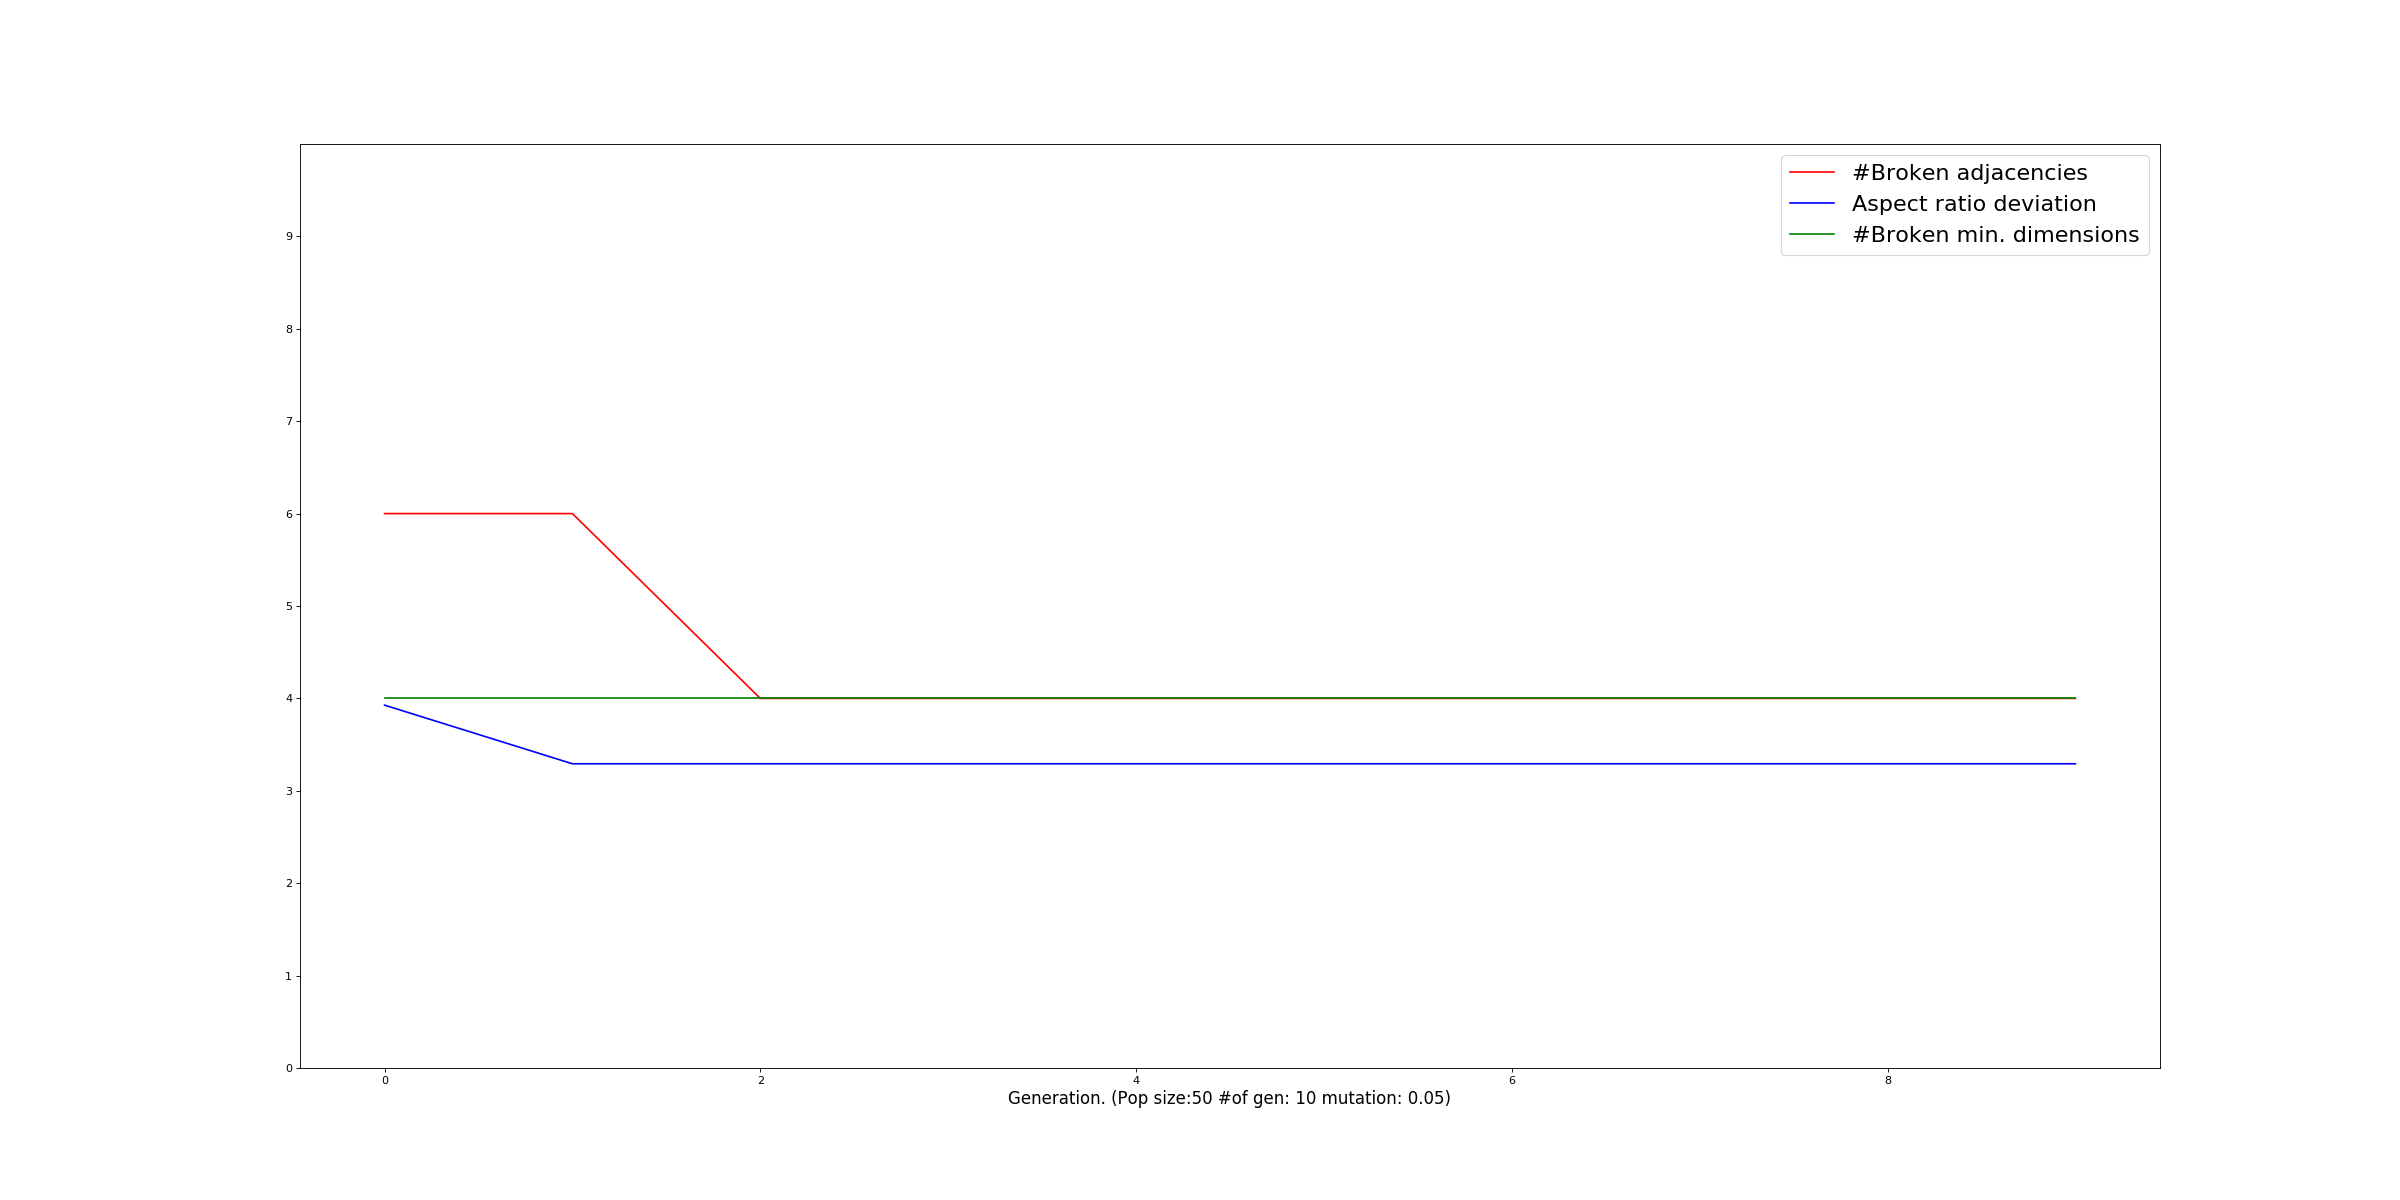 #Broken adjacencies
Aspect ratio deviation
#Broken min. dimensions
9
8
7
6
5
4
3
2
1
0
0 2 4 6 8
Generation. (Pop size:50 #of gen: 10 mutation: 0.05)